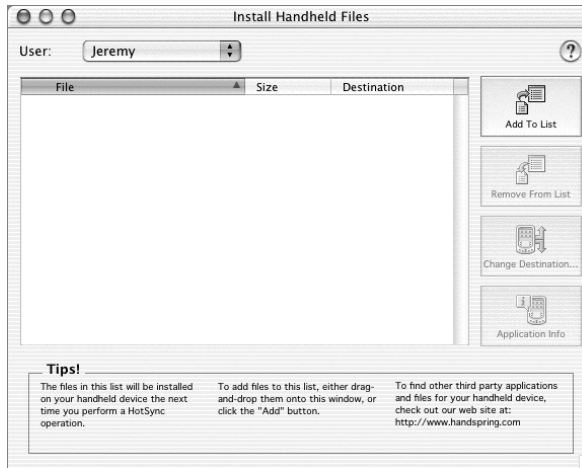 Install Handheld Files
User: Jeremy
?
File Size Destination
Add To List
Remove From List
Change Destination...
Application Info
Tips!
The files in this list will be installed
on your handheld device the next
time you perform a HotSync
operation.
To add files to this list, either drag-
and-drop them onto this window, or
click the "Add" button.
To find other third party applications
and files for your handheld device,
check out our web site at:
http://www.handspring.com